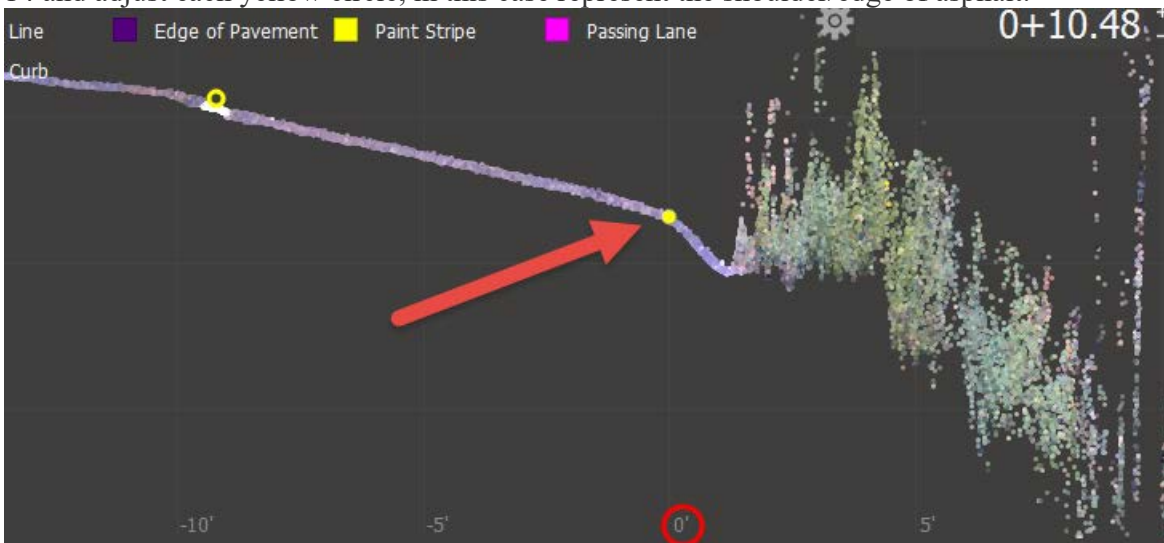 Line Edge of Pavement Paint Stripe Passing Lane 0+10.48
Curb
-10' -5' 0' 5'